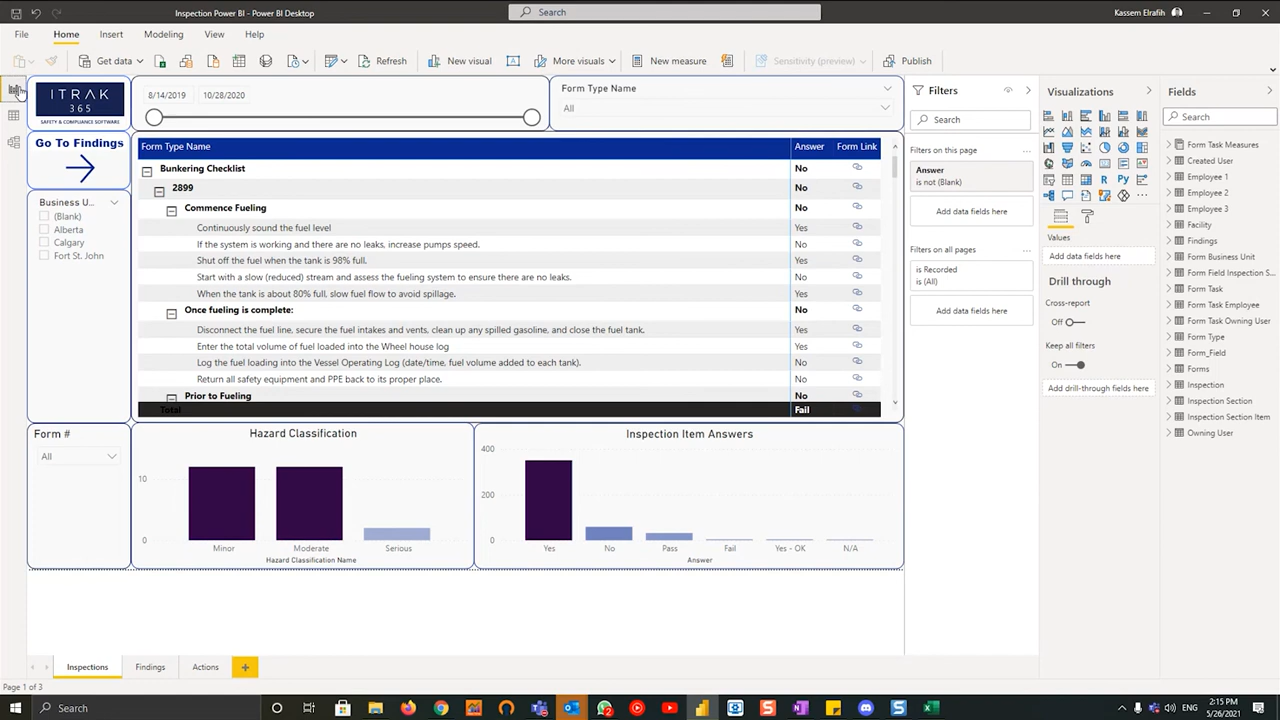 Inspection Power BI - Power BI Desktop
Search
Kassem Elrafih
File
Home
Insert
Modeling
View
Help
Get data
Refresh
New visual
More visuals
New measure
Sensitivity (preview)
Publish
ITRAK
365
SAFETY & COMPLIANCE SOFTWARE
8/14/2019
10/28/2020
Form Type Name
All
Go To Findings
Business U...
(Blank)
Alberta
Calgary
Fort St. John
Form Type Name
Answer
Form Link
Bunkering Checklist
No
2899
No
Commence Fueling
No
Continuously sound the fuel level
Yes
If the system is working and there are no leaks, increase pumps speed.
No
Shut off the fuel when the tank is 98% full.
Yes
Start with a slow (reduced) stream and assess the fueling system to ensure there are no leaks.
No
When the tank is about 80% full, slow fuel flow to avoid spillage.
Yes
Once fueling is complete:
No
Disconnect the fuel line, secure the fuel intakes and vents, clean up any spilled gasoline, and close the fuel tank.
Yes
Enter the total volume of fuel loaded into the Wheel house log
Yes
Log the fuel loading into the Vessel Operating Log (date/time, fuel volume added to each tank).
No
Return all safety equipment and PPE back to its proper place.
No
Prior to Fueling
No
Total
Fail
Form #
All
Hazard Classification
10
0
Minor
Moderate
Serious
Hazard Classification Name
Inspection Item Answers
400
200
0
Yes
No
Pass
Fail
Yes - OK
N/A
Answer
Filters
Search
Filters on this page
Answer
is not (Blank)
Add data fields here
Filters on all pages
is Recorded
is (All)
Add data fields here
Visualizations
Values
Add data fields here
Drill through
Cross-report
Off
Keep all filters
On
Add drill-through fields here
Fields
Search
Form Task Measures
Created User
Employee 1
Employee 2
Employee 3
Facility
Findings
Form Business Unit
Form Field Inspection S...
Form Task
Form Task Employee
Form Task Owning User
Form Type
Form_Field
Forms
Inspection
Inspection Section
Inspection Section Item
Owning User
Inspections
Findings
Actions
Page 1 of 3
Search
ENG
2:15 PM
5/26/2021